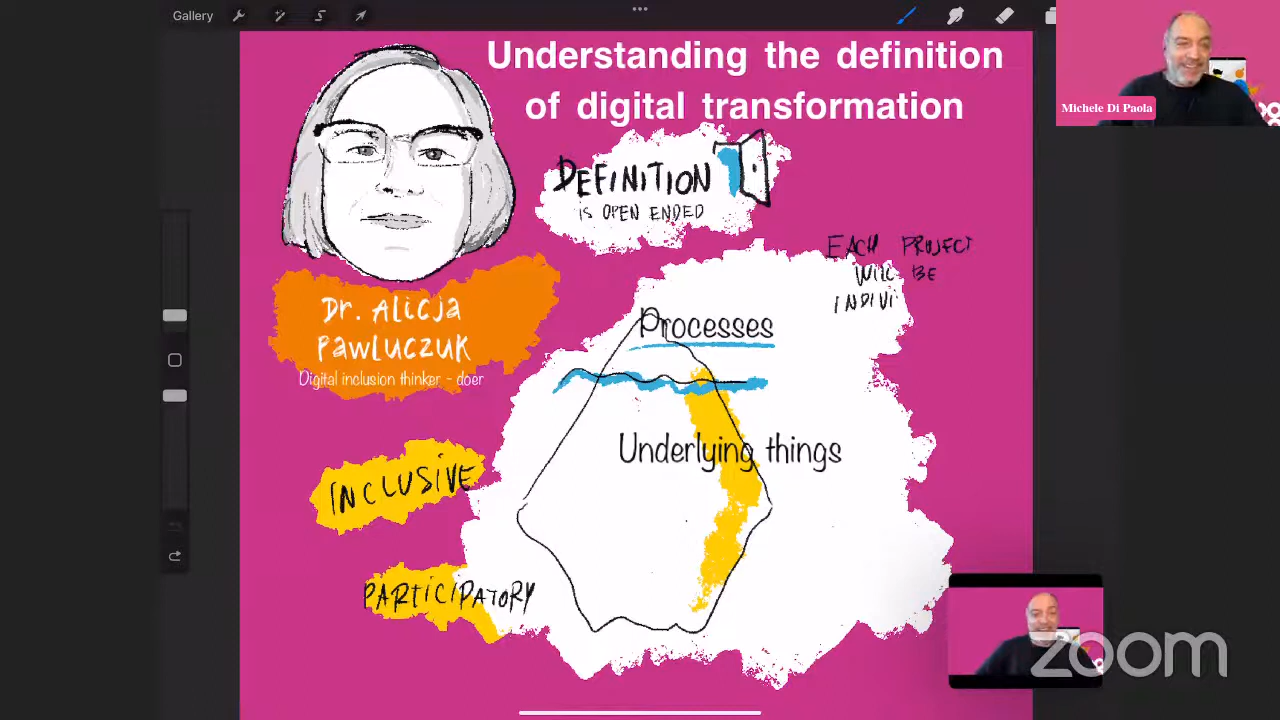 Gallery
Michele Di Paola
Understanding the definition
of digital transformation
DEFINITION
IS OPEN ENDED
EACH PROJECT
WILL BE
INDIVI
Dr. Alicja
PAWLUCZUK
Digital inclusion thinker - doer
Processes
Underlying things
INCLUSIVE
PARTICIPATORY
zoom